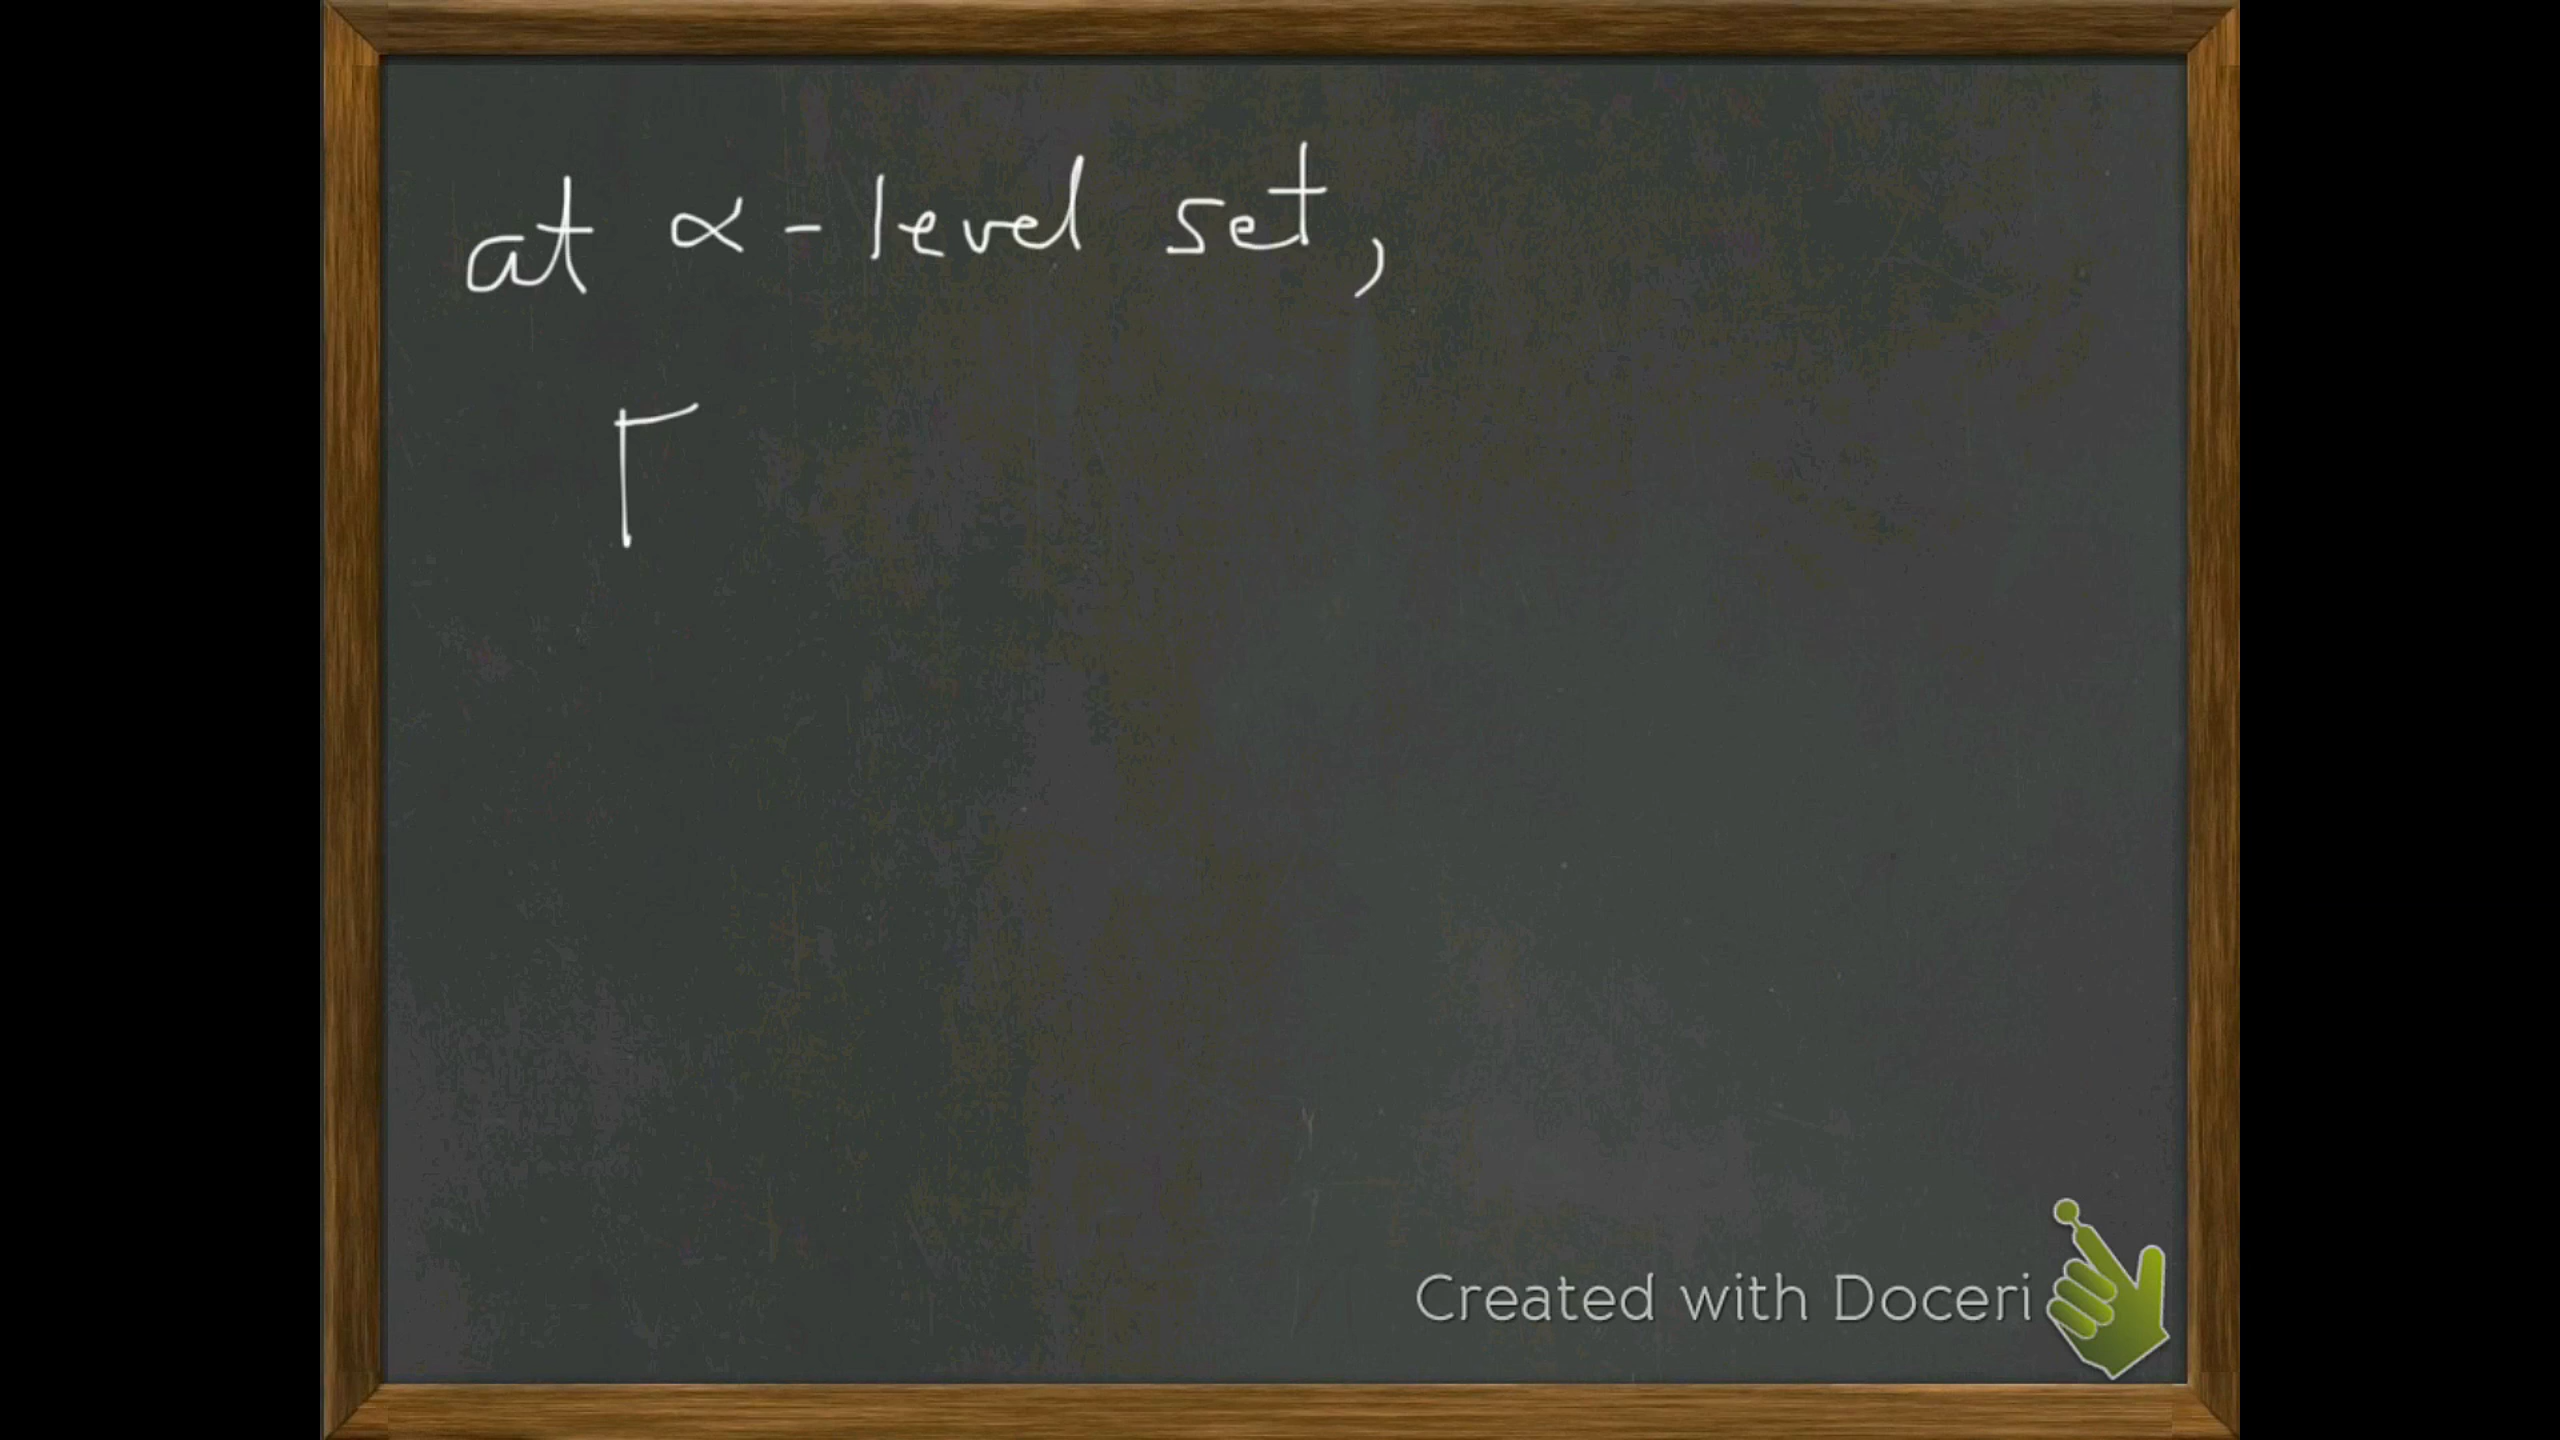 at α-level set,
Γ
Created with Doceri